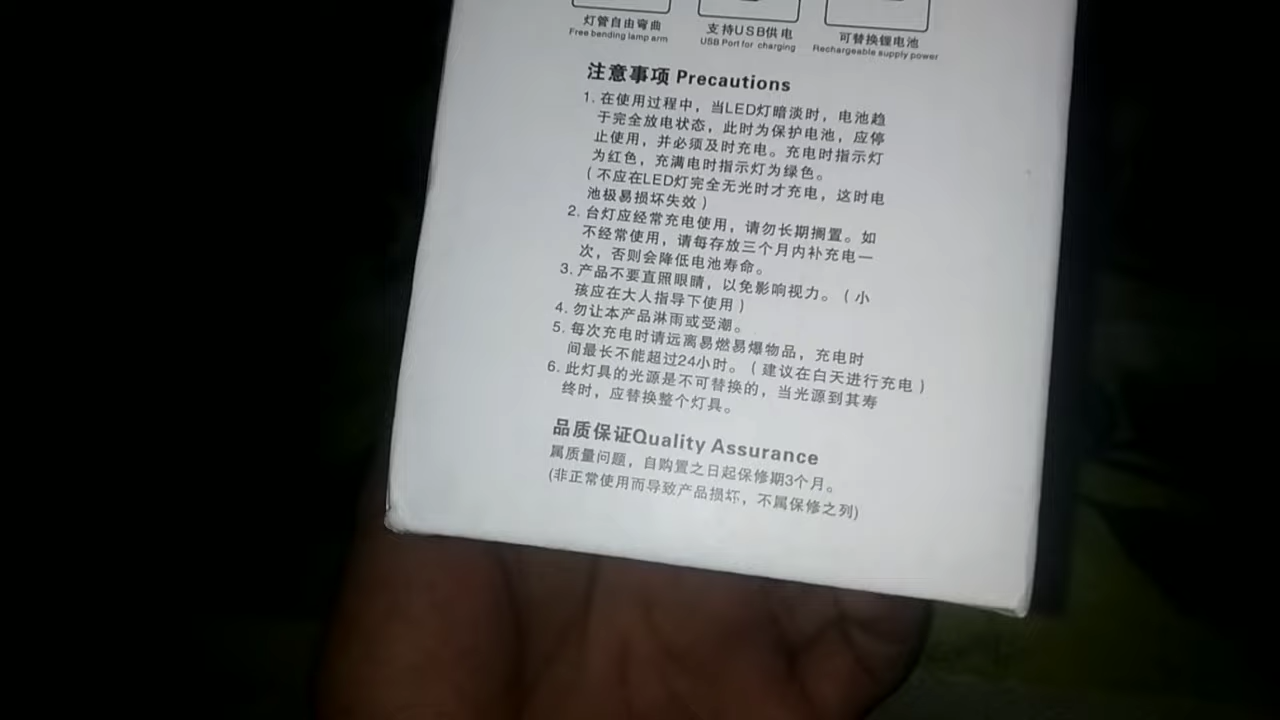 灯管自由弯曲
Free bending lamp arm
支持USB供电
USB Port for charging
可替换锂电池
Rechargeable supply power
注意事项 Precautions
1. 在使用过程中，当LED灯暗淡时，电池趋
于完全放电状态，此时为保护电池，应停
止使用，并必须及时充电。充电时指示灯
为红色，充满电时指示灯为绿色。
（不应在LED灯完全无光时才充电，这时电
池极易损坏失效）
2. 台灯应经常充电使用，请勿长期搁置。如
不经常使用，请每存放三个月内补充电一
次，否则会降低电池寿命。
3. 产品不要直照眼睛，以免影响视力。（小
孩应在大人指导下使用）
4. 勿让本产品淋雨或受潮。
5. 每次充电时请远离易燃易爆物品，充电时
间最长不能超过24小时。（建议在白天进行充电）
6. 此灯具的光源是不可替换的，当光源到其寿
终时，应替换整个灯具。
品质保证Quality Assurance
属质量问题，自购置之日起保修期3个月。
(非正常使用而导致产品损坏，不属保修之列)